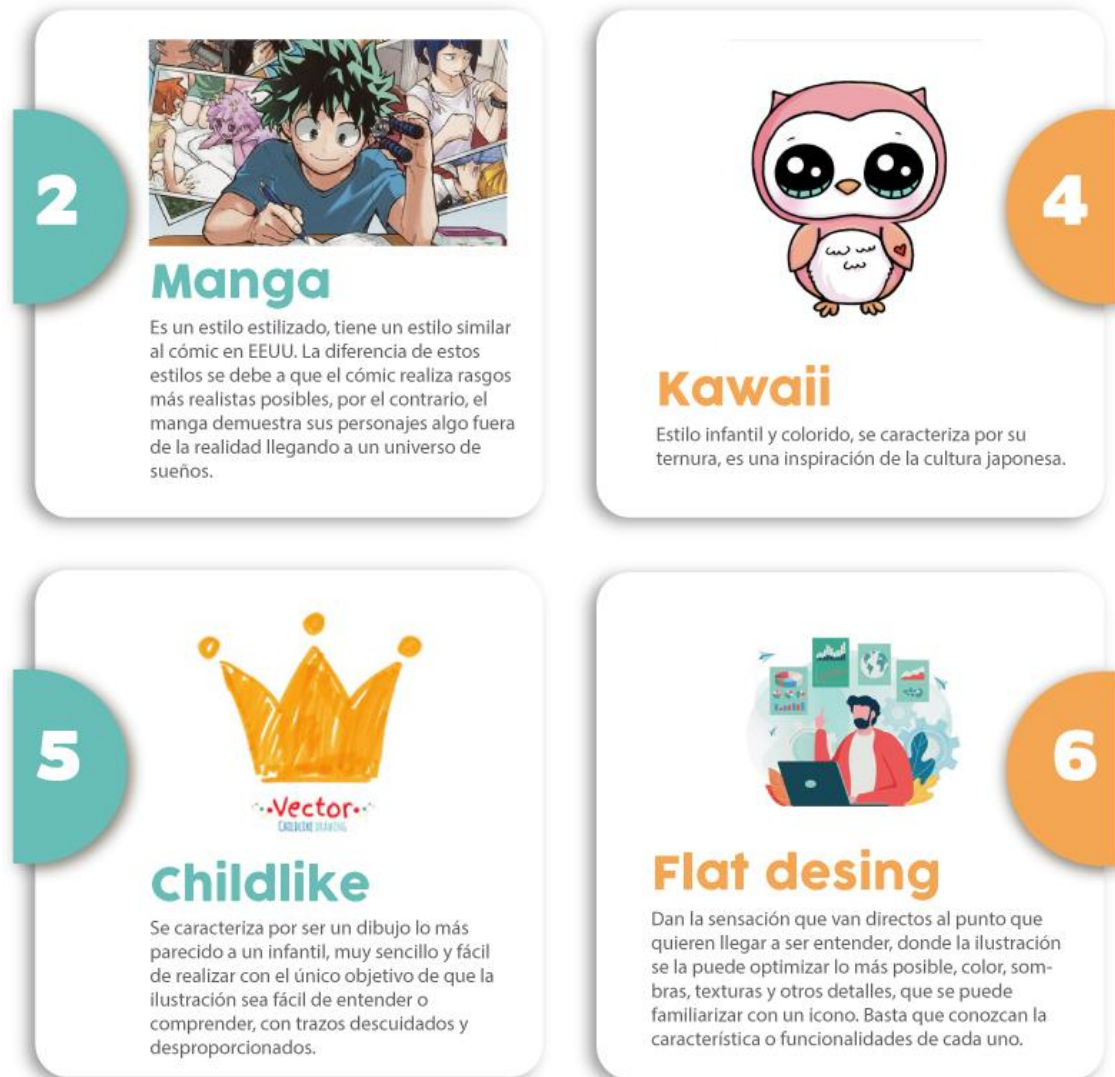 2
Manga
Es un estilo estilizado, tiene un estilo similar
al cómic en EEUU. La diferencia de estos
estilos se debe a que el cómic realiza rasgos
más realistas posibles, por el contrario, el
manga demuestra sus personajes algo fuera
de la realidad llegando a un universo de
sueños.
4
Kawaii
Estilo infantil y colorido, se caracteriza por su
ternura, es una inspiración de la cultura japonesa.
5
Vector
CHILDLIKE DRAWING
Childlike
Se caracteriza por ser un dibujo lo más
parecido a un infantil, muy sencillo y fácil
de realizar con el único objetivo de que la
ilustración sea fácil de entender o
comprender, con trazos descuidados y
desproporcionados.
6
Flat desing
Dan la sensación que van directos al punto que
quieren llegar a ser entender, donde la ilustración
se la puede optimizar lo más posible, color, som-
bras, texturas y otros detalles, que se puede
familiarizar con un icono. Basta que conozcan la
característica o funcionalidades de cada uno.